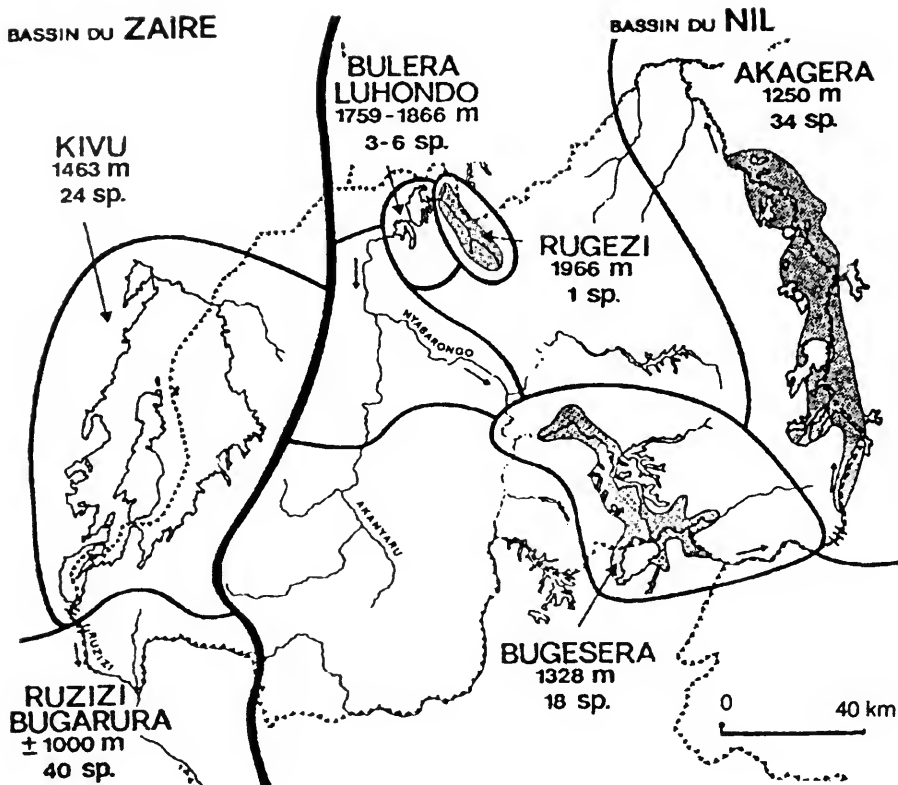 BASSIN DU ZAIRE
BASSIN DU NIL
BULERA
LUHONDO
1759-1866 m
3-6 sp.
AKAGERA
1250 m
34 sp.
KIVU
1463 m
24 sp.
RUGEZI
1966 m
1 sp.
NYABARONGO
AKANYARU
RUZIZI
BUGESERA
1328 m
18 sp.
RUZIZI
BUGARURA
± 1000 m
40 sp.
0 40 km